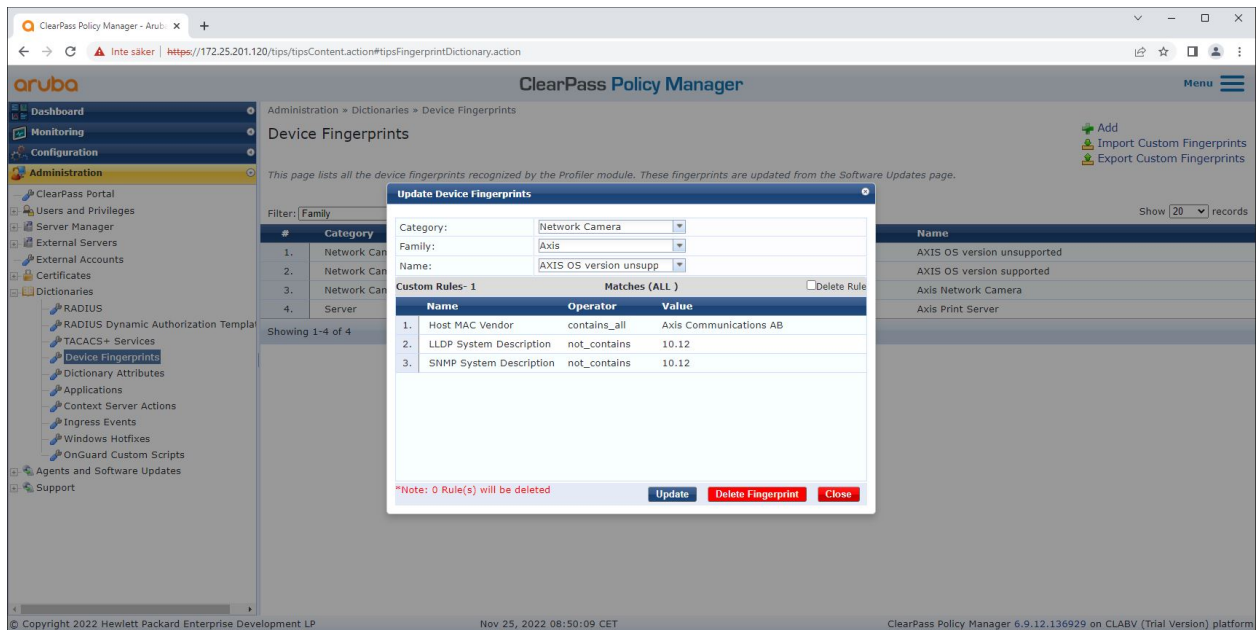 ClearPass Policy Manager - Arub
Inte säker | https://172.25.201.120/tips/tipsContent.action#tipsFingerprintDictionary.action
aruba
ClearPass Policy Manager
Menu
Dashboard
Monitoring
Configuration
Administration
ClearPass Portal
Users and Privileges
Server Manager
External Servers
External Accounts
Certificates
Dictionaries
RADIUS
RADIUS Dynamic Authorization Templat
TACACS+ Services
Device Fingerprints
Dictionary Attributes
Applications
Context Server Actions
Ingress Events
Windows Hotfixes
OnGuard Custom Scripts
Agents and Software Updates
Support
Administration » Dictionaries » Device Fingerprints
Device Fingerprints
Add
Import Custom Fingerprints
Export Custom Fingerprints
This page lists all the device fingerprints recognized by the Profiler module. These fingerprints are updated from the Software Updates page.
Filter: Family
Show 20 records
# Category Name
1. Network Can AXIS OS version unsupported
2. Network Can AXIS OS version supported
3. Network Can Axis Network Camera
4. Server Axis Print Server
Showing 1-4 of 4
Update Device Fingerprints
Category: Network Camera
Family: Axis
Name: AXIS OS version unsupp
Custom Rules- 1 Matches (ALL ) Delete Rule
Name Operator Value
1. Host MAC Vendor contains_all Axis Communications AB
2. LLDP System Description not_contains 10.12
3. SNMP System Description not_contains 10.12
*Note: 0 Rule(s) will be deleted
Update Delete Fingerprint Close
© Copyright 2022 Hewlett Packard Enterprise Development LP Nov 25, 2022 08:50:09 CET ClearPass Policy Manager 6.9.12.136929 on CLABV (Trial Version) platform